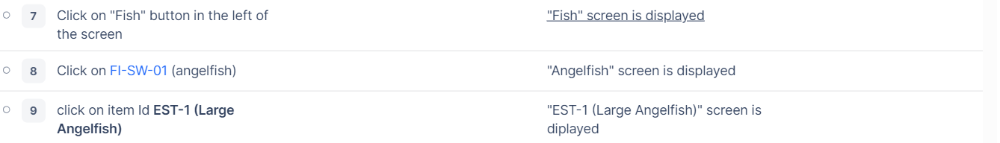 7 Click on "Fish" button in the left of "Fish" screen is displayed
the screen
8 Click on FI-SW-01 (angelfish) "Angelfish" screen is displayed
9 click on item Id EST-1 (Large "EST-1 (Large Angelfish)" screen is
Angelfish) diplayed